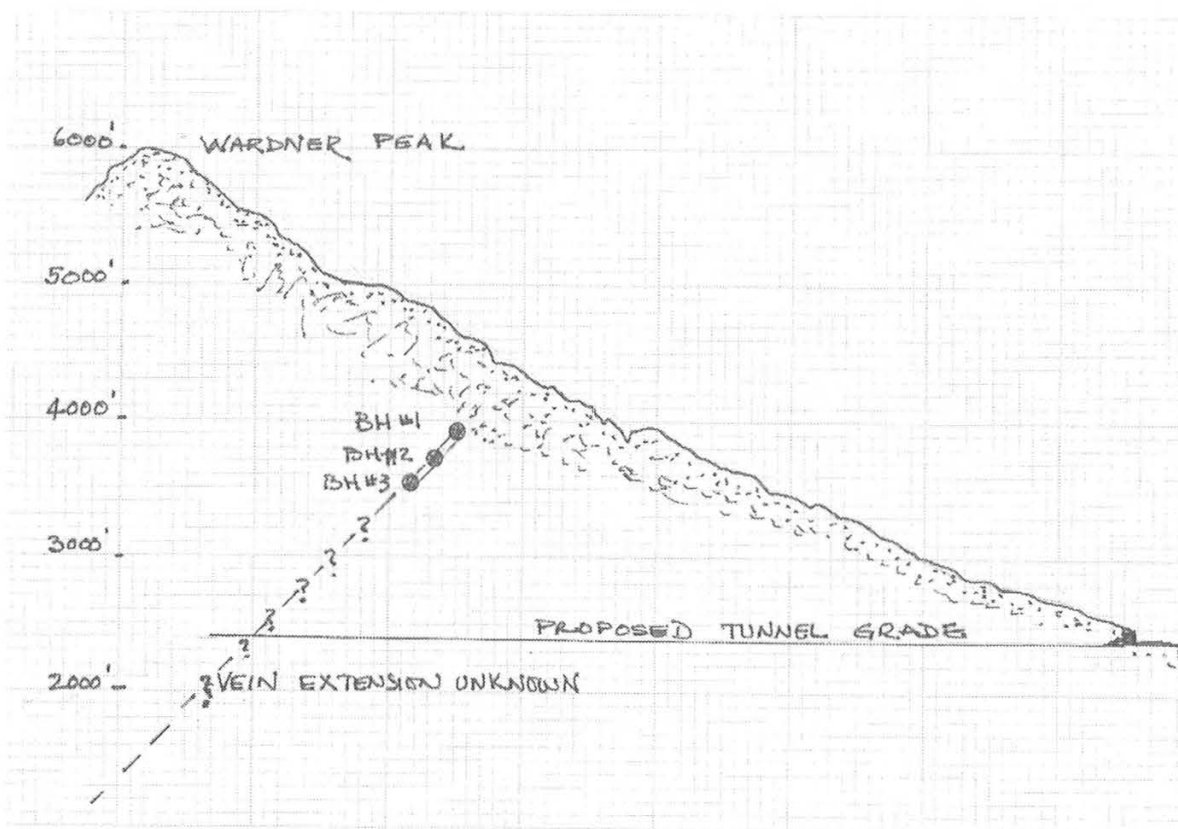 6000' WARDNER PEAK
5000'
4000'
BH #1
BH #2
BH #3
3000'
?
?
?
?
PROPOSED TUNNEL GRADE
?
2000' ? VEIN EXTENSION UNKNOWN